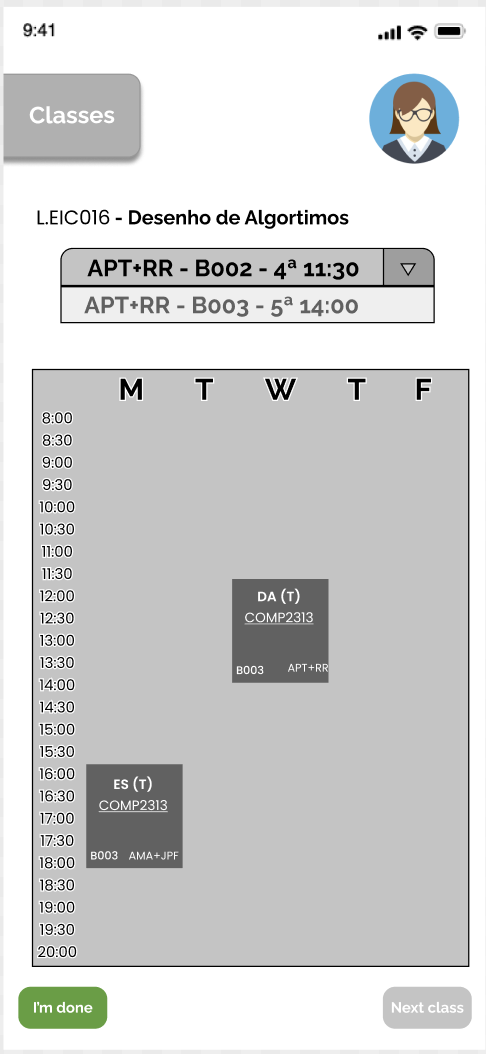 9:41
Classes
L.EIC016 - Desenho de Algortimos
APT+RR - B002 - 4ª 11:30
APT+RR - B003 - 5ª 14:00
M T W T F
8:00
8:30
9:00
9:30
10:00
10:30
11:00
11:30
12:00
12:30
13:00
13:30
14:00
14:30
15:00
15:30
16:00
16:30
17:00
17:30
18:00
18:30
19:00
19:30
20:00
DA (T)
COMP2313
B003 APT+RR
ES (T)
COMP2313
B003 AMA+JPF
I'm done
Next class